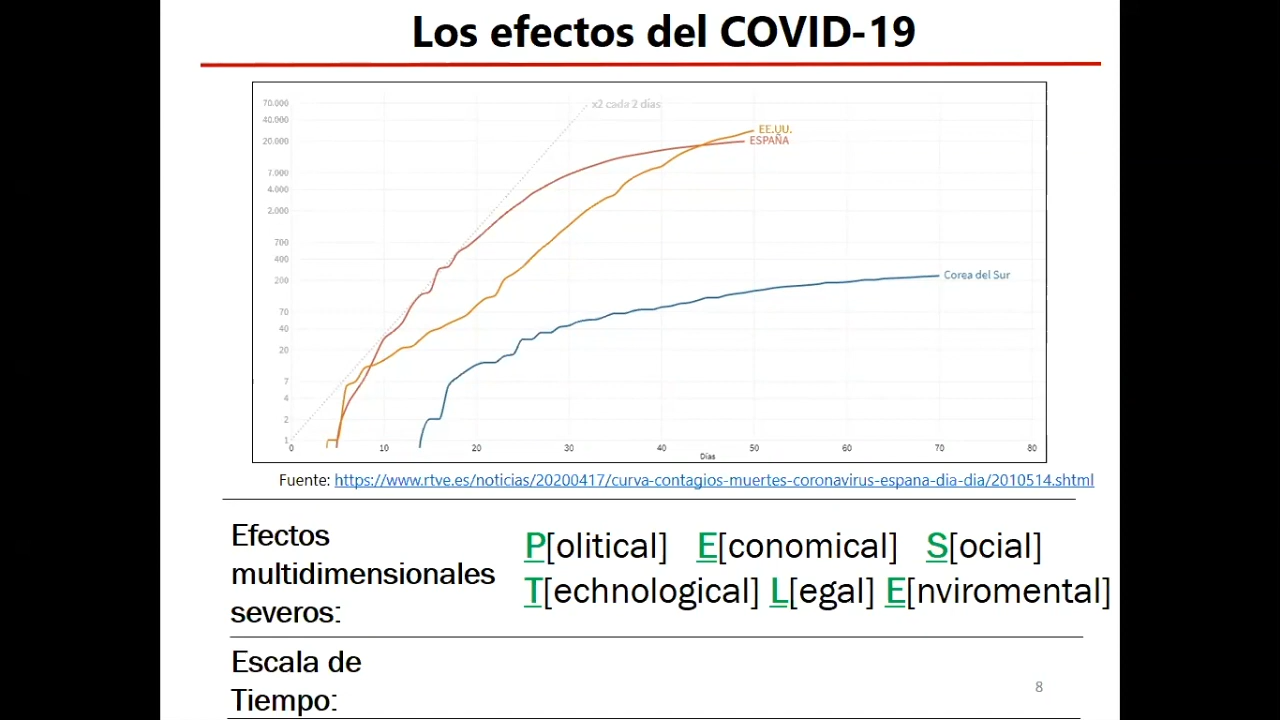 Los efectos del COVID-19
70.000
x2 cada 2 días
40.000
EE.UU.
20.000
ESPAÑA
7.000
4.000
2.000
700
400
200
Corea del Sur
70
40
20
7
4
2
1
0 10 20 30 40 50 60 70 80
Días
Fuente: https://www.rtve.es/noticias/20200417/curva-contagios-muertes-coronavirus-espana-dia-dia/2010514.shtml
Efectos
multidimensionales
severos:
P[olitical] E[conomical] S[ocial]
T[echnological] L[egal] E[nviromental]
Escala de
Tiempo:
8